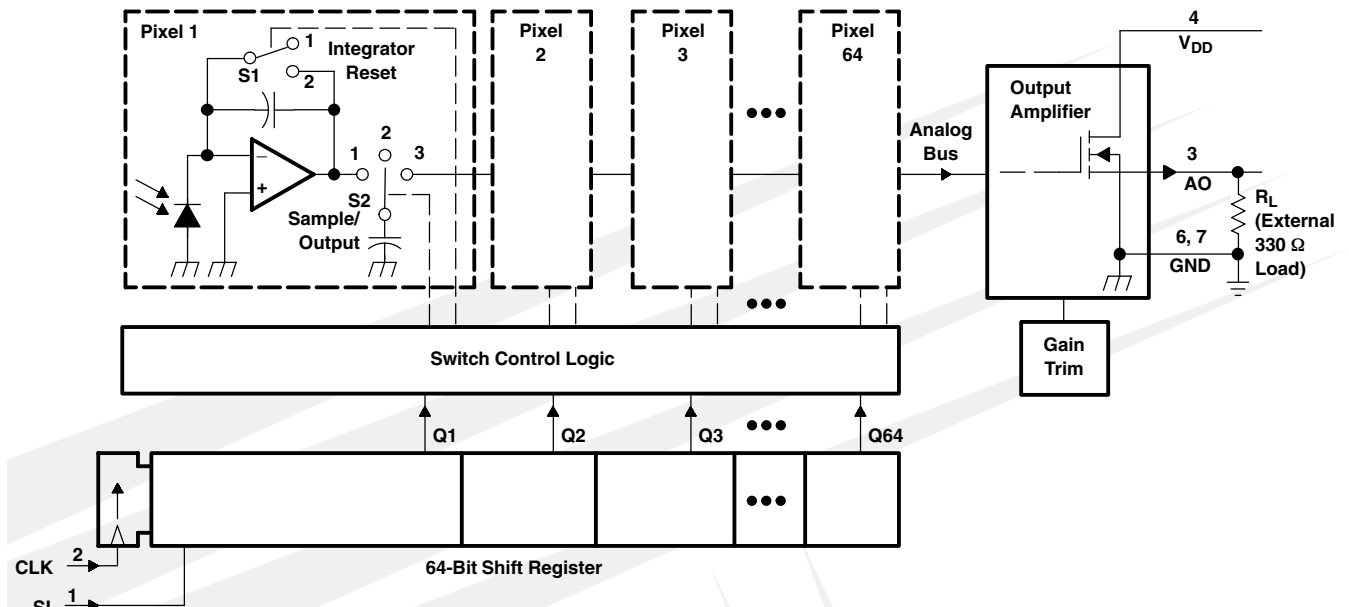 Pixel 1
1
Integrator
Reset
S1
2
–
+
1
2
3
S2
Sample/
Output
Pixel
2
Pixel
3
Pixel
64
Analog
Bus
Output
Amplifier
4
VDD
3
AO
RL
(External
330 Ω
Load)
6, 7
GND
Gain
Trim
Switch Control Logic
Q1
Q2
Q3
Q64
CLK
2
64-Bit Shift Register
SI
1